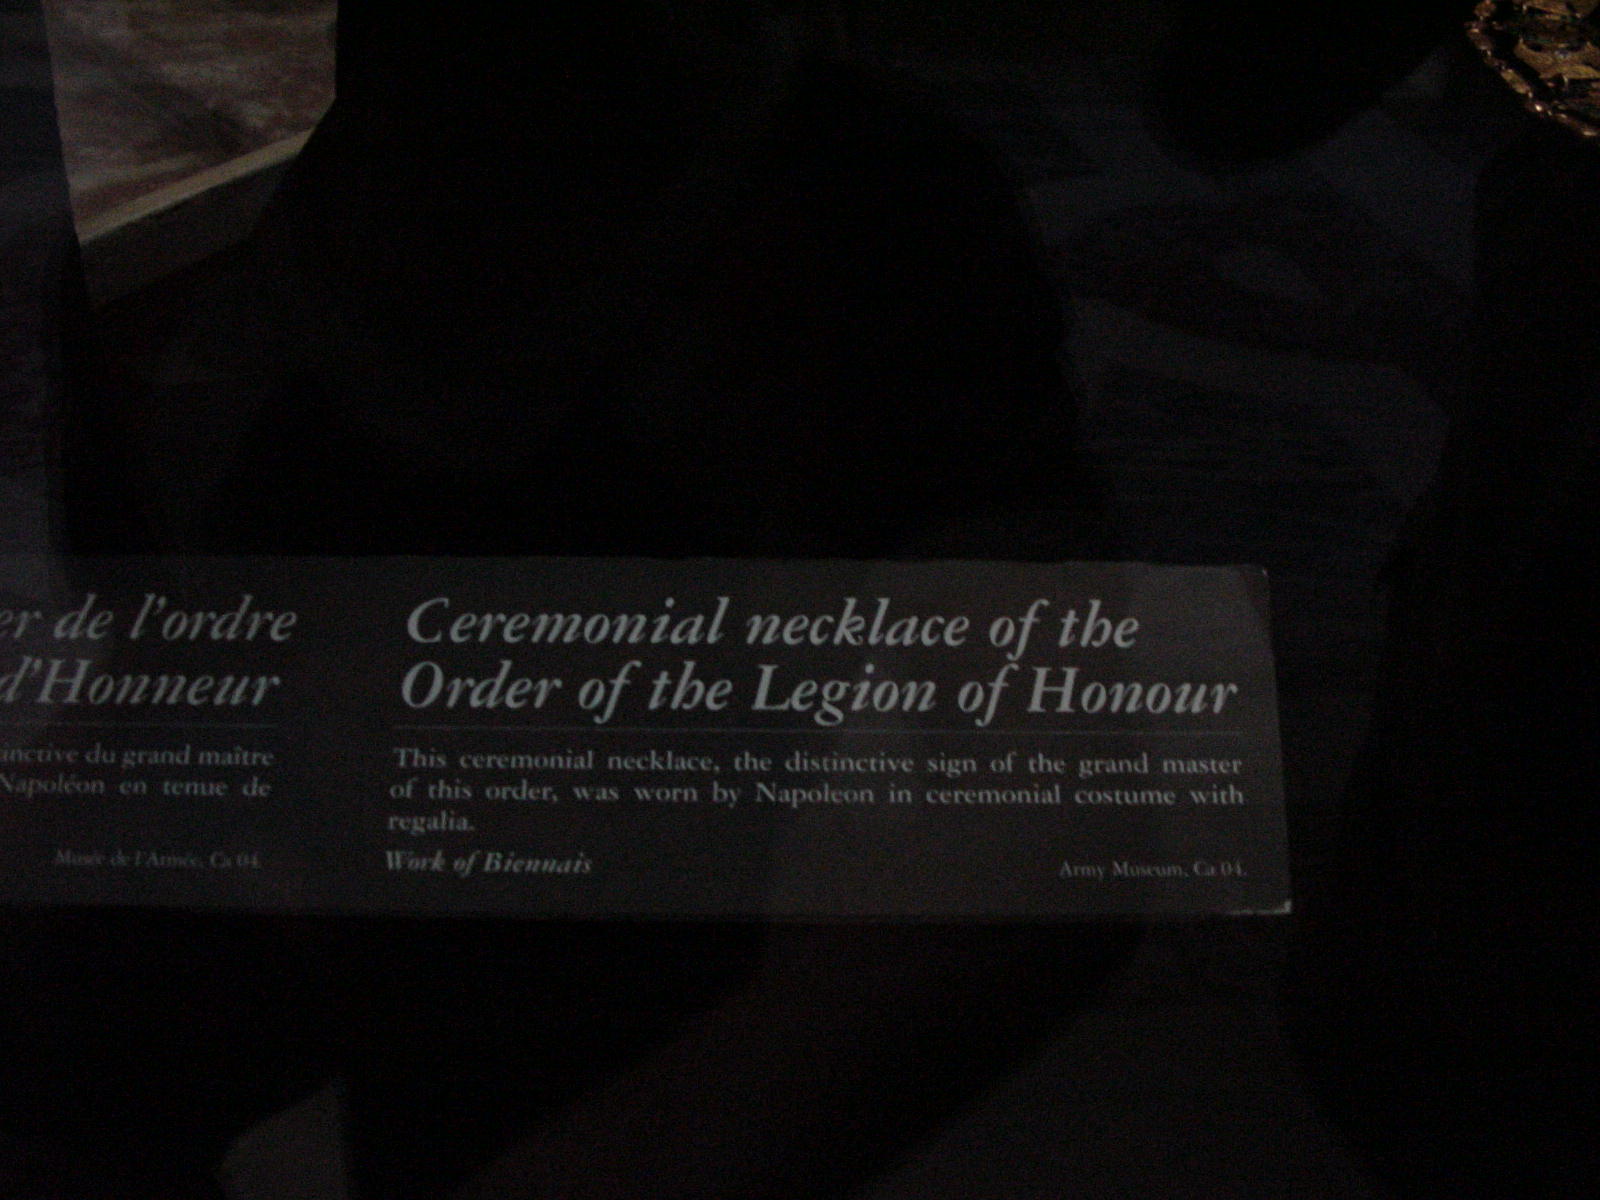 er de l'ordre
d'Honneur
inctive du grand maître
Napoléon en tenue de
Musée de l'Armée, Ca 04.
Ceremonial necklace of the
Order of the Legion of Honour
This ceremonial necklace, the distinctive sign of the grand master
of this order, was worn by Napoleon in ceremonial costume with
regalia.
Work of Biennais
Army Museum, Ca 04.